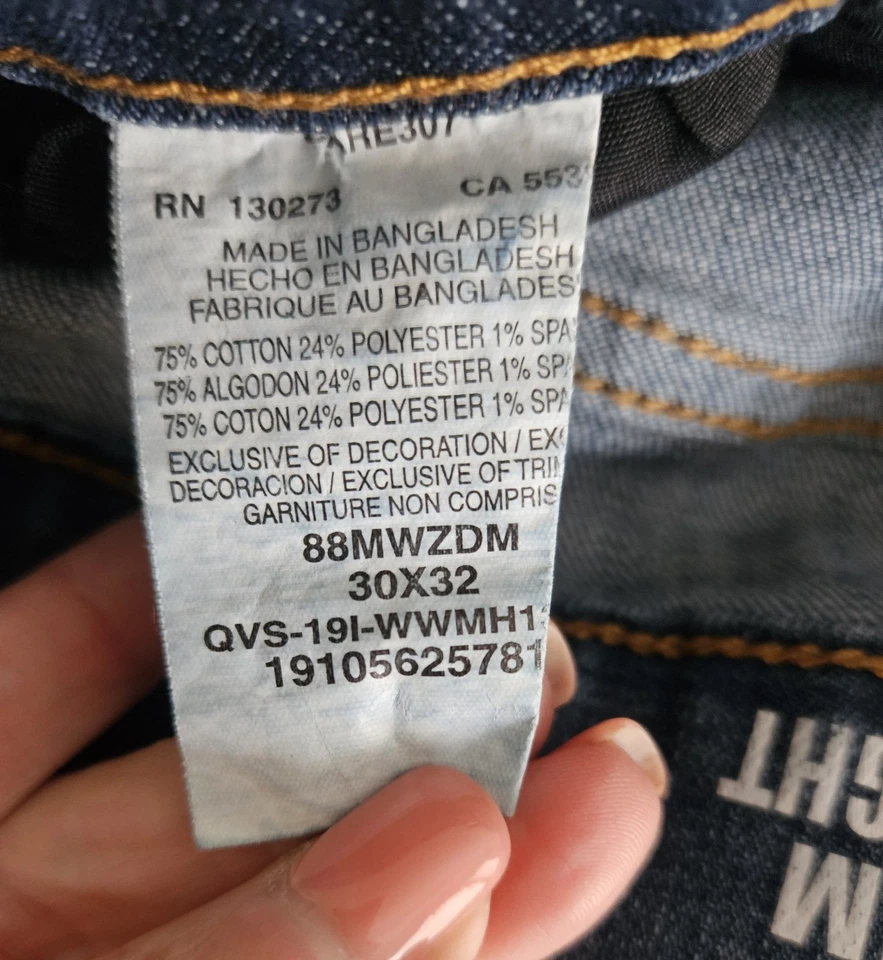 RN 130273 CA 553
MADE IN BANGLADESH
HECHO EN BANGLADESH
FABRIQUE AU BANGLADES
75% COTTON 24% POLYESTER 1% SPA
75% ALGODON 24% POLIESTER 1% SP
75% COTON 24% POLYESTER 1% SPA
EXCLUSIVE OF DECORATION / EX
DECORACION / EXCLUSIVE OF TRI
GARNITURE NON COMPRIS
88MWZDM
30X32
QVS-19I-WWMH1
19105625781